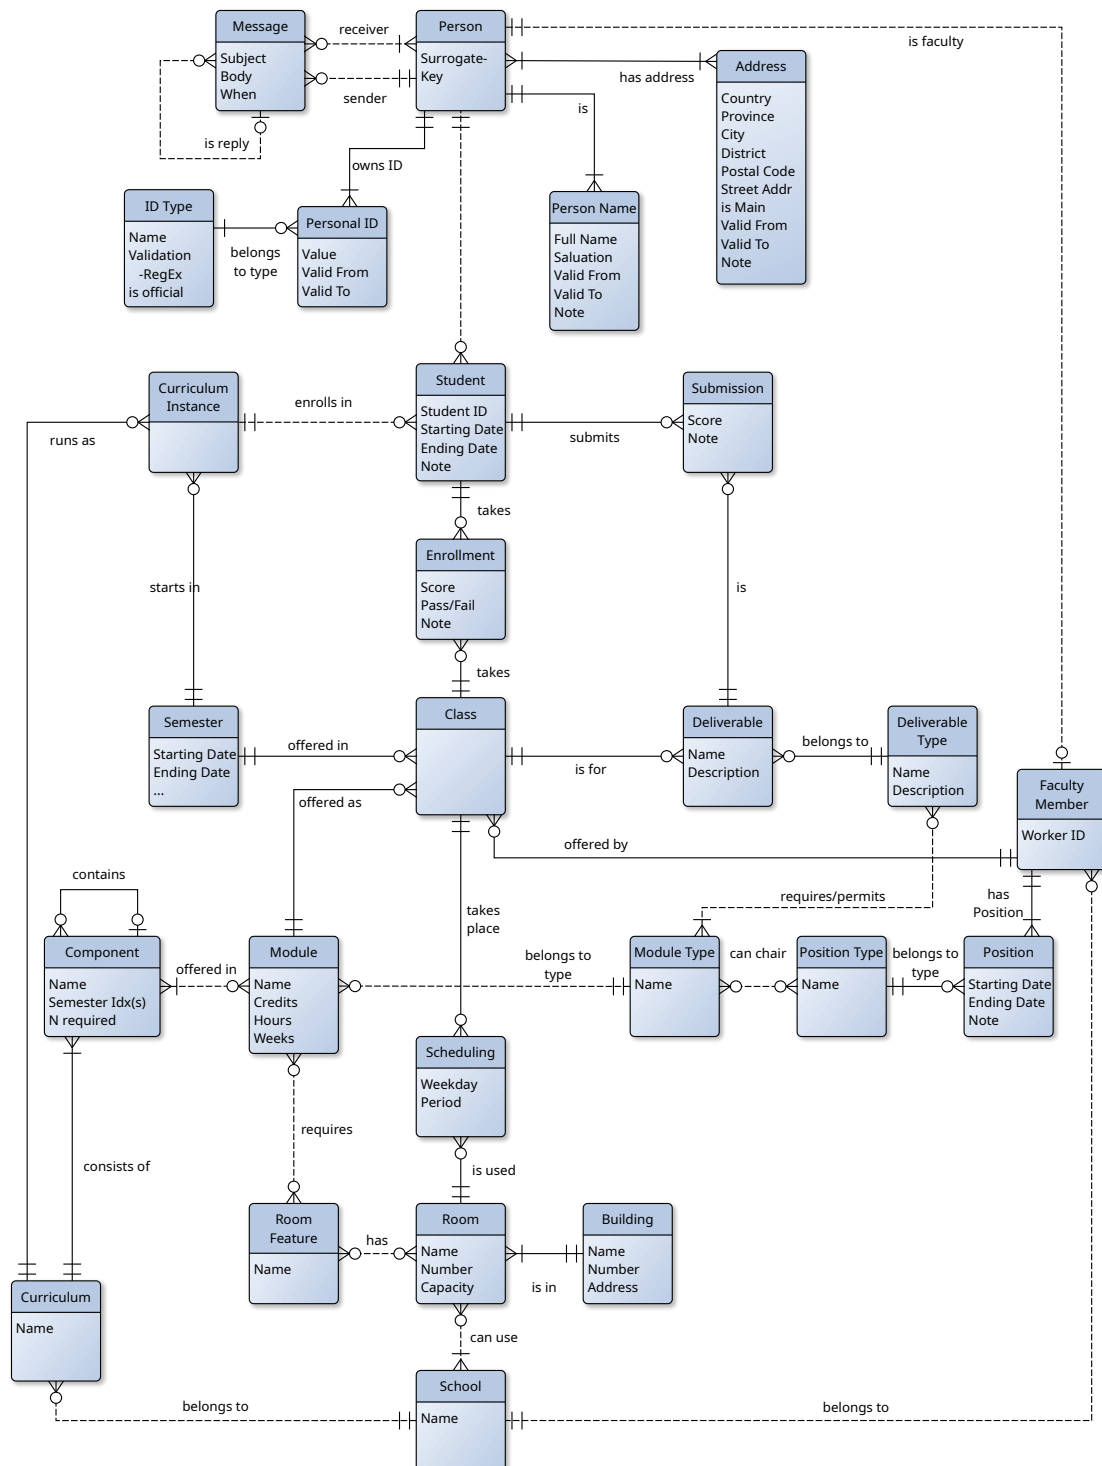 Message
Subject
Body
When
receiver
sender
is reply
Person
Surrogate-
Key
is faculty
has address
Address
Country
Province
City
District
Postal Code
Street Addr
is Main
Valid From
Valid To
Note
is
owns ID
ID Type
Name
Validation
-RegEx
is official
belongs
to type
Personal ID
Value
Valid From
Valid To
Person Name
Full Name
Saluation
Valid From
Valid To
Note
Curriculum
Instance
enrolls in
runs as
Student
Student ID
Starting Date
Ending Date
Note
submits
Submission
Score
Note
takes
Enrollment
Score
Pass/Fail
Note
starts in
is
takes
Semester
Starting Date
Ending Date
...
offered in
Class
is for
Deliverable
Name
Description
belongs to
Deliverable
Type
Name
Description
Faculty
Member
Worker ID
offered as
offered by
contains
takes
place
requires/permits
has
Position
Component
Name
Semester Idx(s)
N required
offered in
Module
Name
Credits
Hours
Weeks
belongs to
type
Module Type
Name
can chair
Position Type
Name
belongs to
type
Position
Starting Date
Ending Date
Note
Scheduling
Weekday
Period
requires
consists of
is used
Room
Feature
Name
has
Room
Name
Number
Capacity
is in
Building
Name
Number
Address
Curriculum
Name
can use
belongs to
School
Name
belongs to